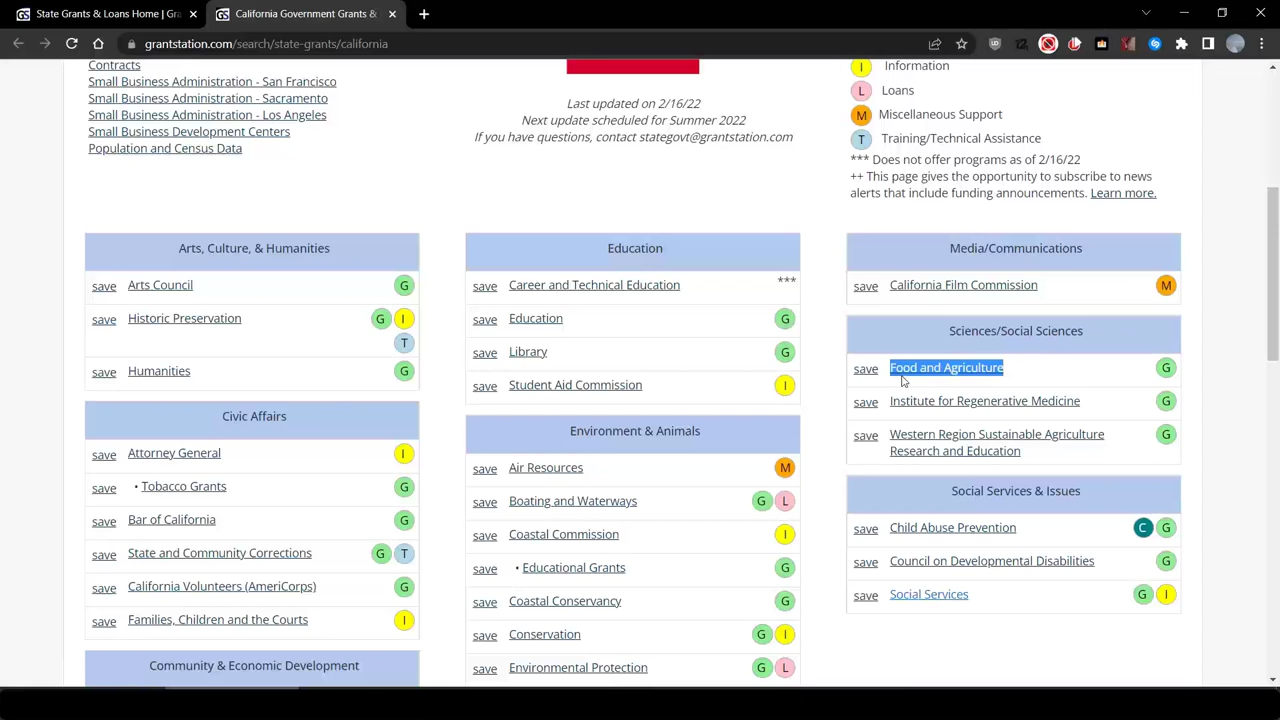 State Grants & Loans Home | Gra
California Government Grants &
grantstation.com/search/state-grants/california
Contracts
Small Business Administration - San Francisco
Small Business Administration - Sacramento
Small Business Administration - Los Angeles
Small Business Development Centers
Population and Census Data
Last updated on 2/16/22
Next update scheduled for Summer 2022
If you have questions, contact stategovt@grantstation.com
I Information
L Loans
M Miscellaneous Support
T Training/Technical Assistance
*** Does not offer programs as of 2/16/22
++ This page gives the opportunity to subscribe to news
alerts that include funding announcements. Learn more.
Arts, Culture, & Humanities
save Arts Council G
save Historic Preservation G I
T
save Humanities G
Civic Affairs
save Attorney General I
save • Tobacco Grants G
save Bar of California G
save State and Community Corrections G T
save California Volunteers (AmeriCorps) G
save Families, Children and the Courts I
Community & Economic Development
Education
save Career and Technical Education ***
save Education G
save Library G
save Student Aid Commission I
Environment & Animals
save Air Resources M
save Boating and Waterways G L
save Coastal Commission I
save • Educational Grants G
save Coastal Conservancy G
save Conservation G I
save Environmental Protection G L
Media/Communications
save California Film Commission M
Sciences/Social Sciences
save Food and Agriculture G
save Institute for Regenerative Medicine G
save Western Region Sustainable Agriculture G
Research and Education
Social Services & Issues
save Child Abuse Prevention C G
save Council on Developmental Disabilities G
save Social Services G I